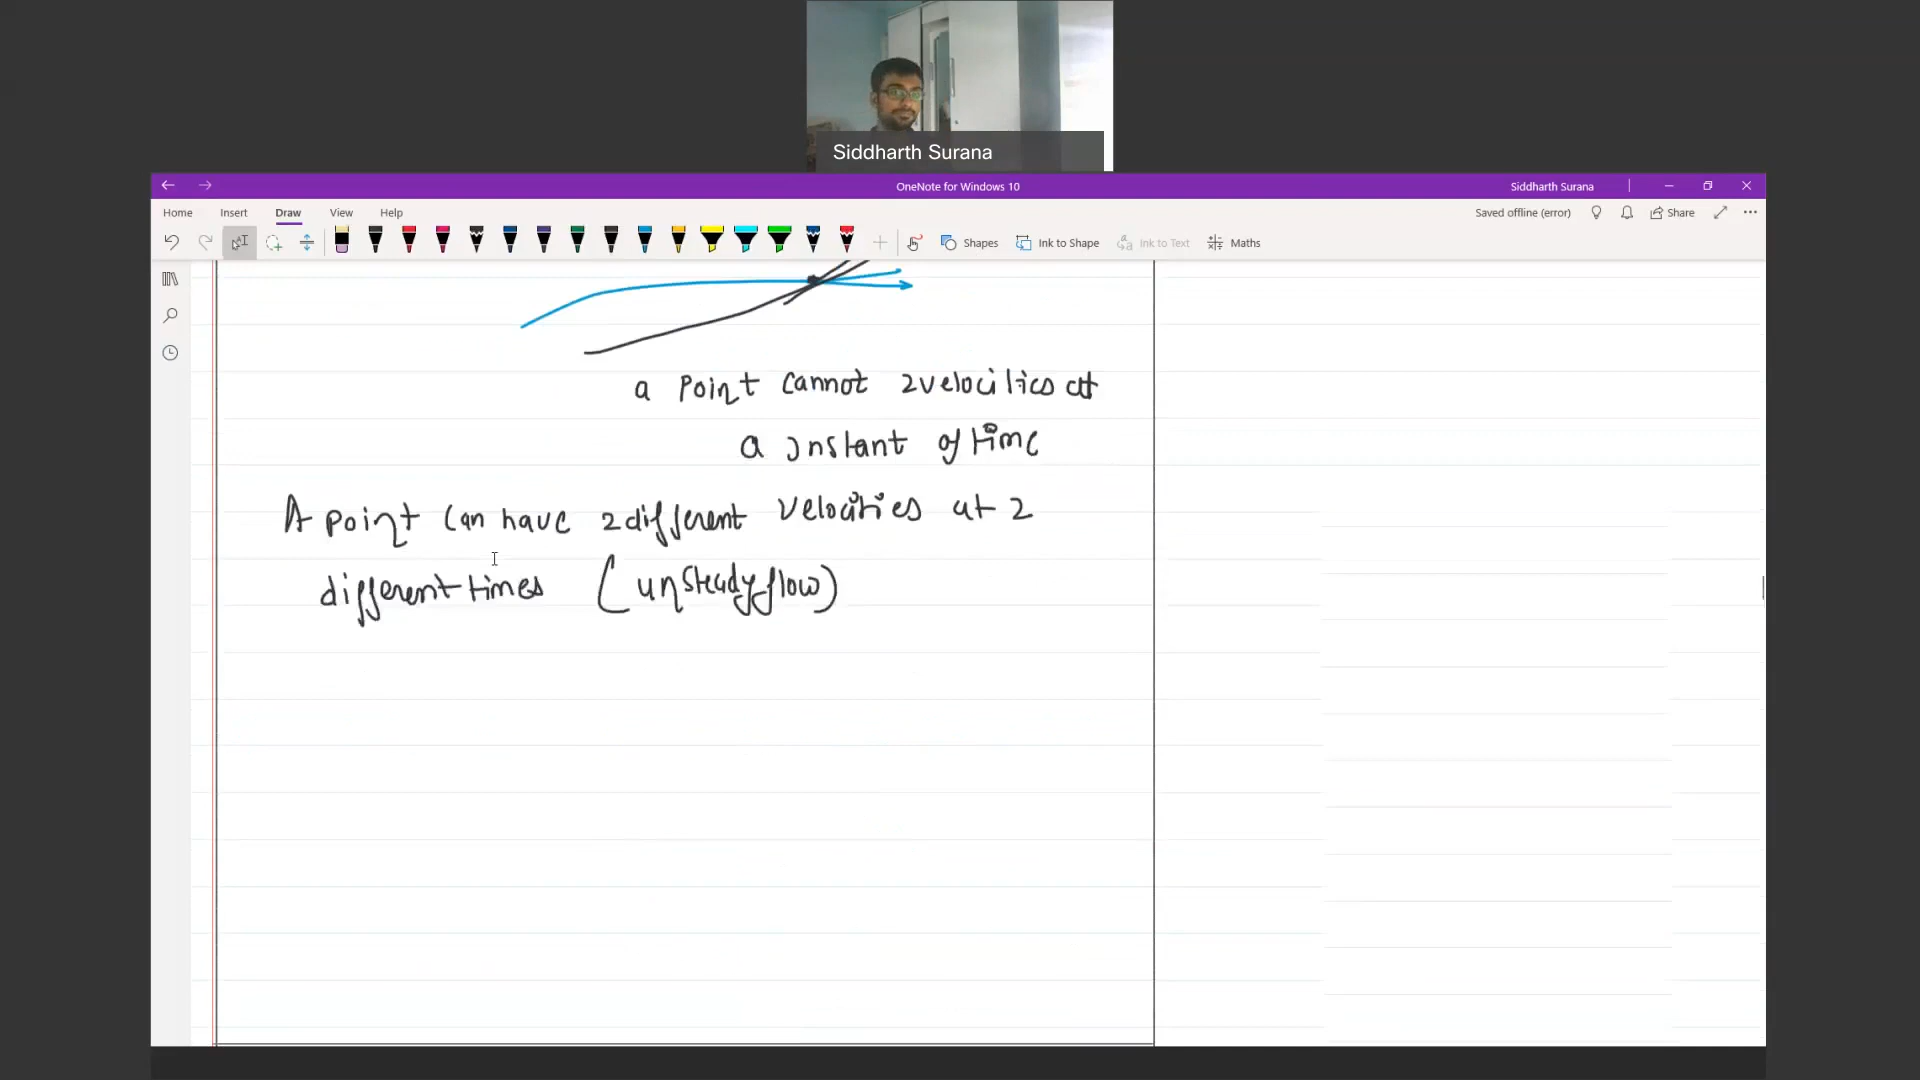 Siddharth Surana
OneNote for Windows 10
Siddharth Surana
Home Insert Draw View Help
Saved offline (error)
Share
Shapes
Ink to Shape
Ink to Text
Maths
a point cannot 2velocities at
a instant of time
A point can have 2different velocities at 2
different times (unsteadyflow)